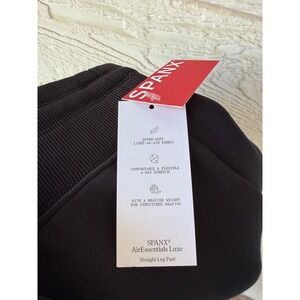 SPANX
SUPER-SOFT
LIGHT-AS-AIR FABRIC
COMFORTABLE & FLEXIBLE
4-WAY STRETCH
WITH A HEAVIER WEIGHT
FOR STRUCTURED SHAPING
SPANX®
AirEssentials Luxe
Straight Leg Pant